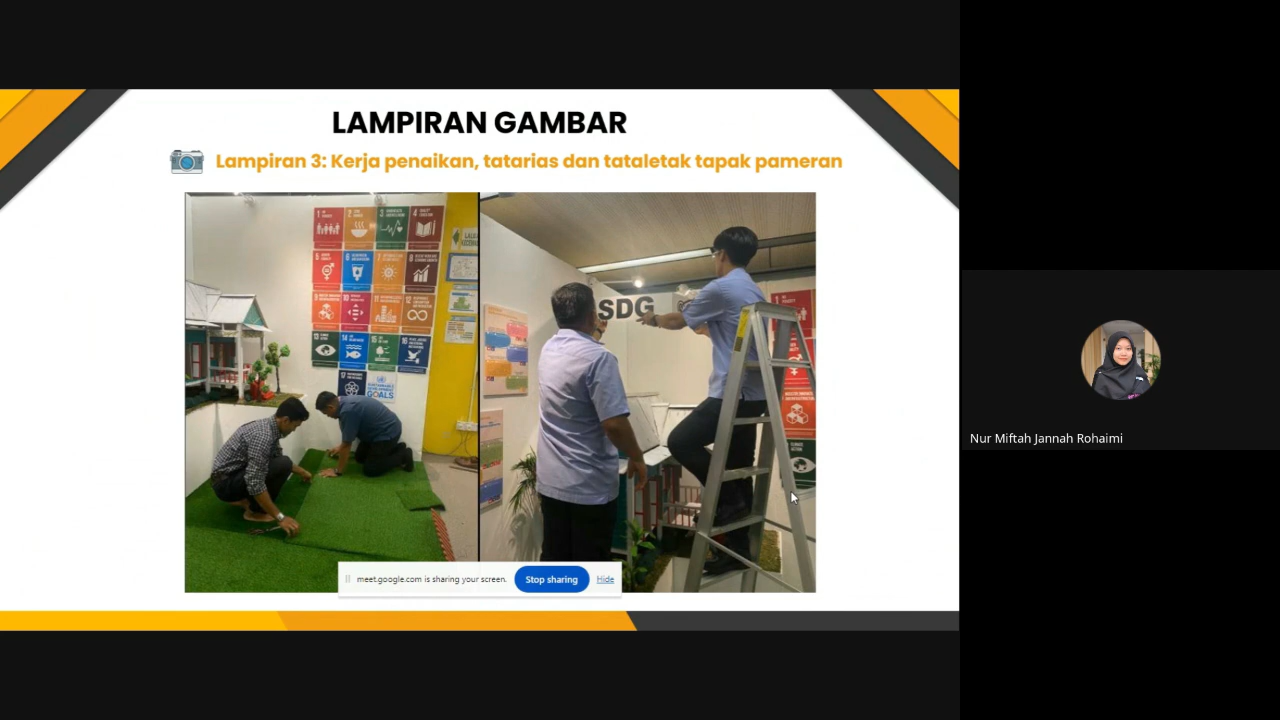 LAMPIRAN GAMBAR
Lampiran 3: Kerja penaikan, tatarias dan tataletak tapak pameran
SDG
GOALS
meet.google.com is sharing your screen.
Stop sharing
Hide
Nur Miftah Jannah Rohaimi